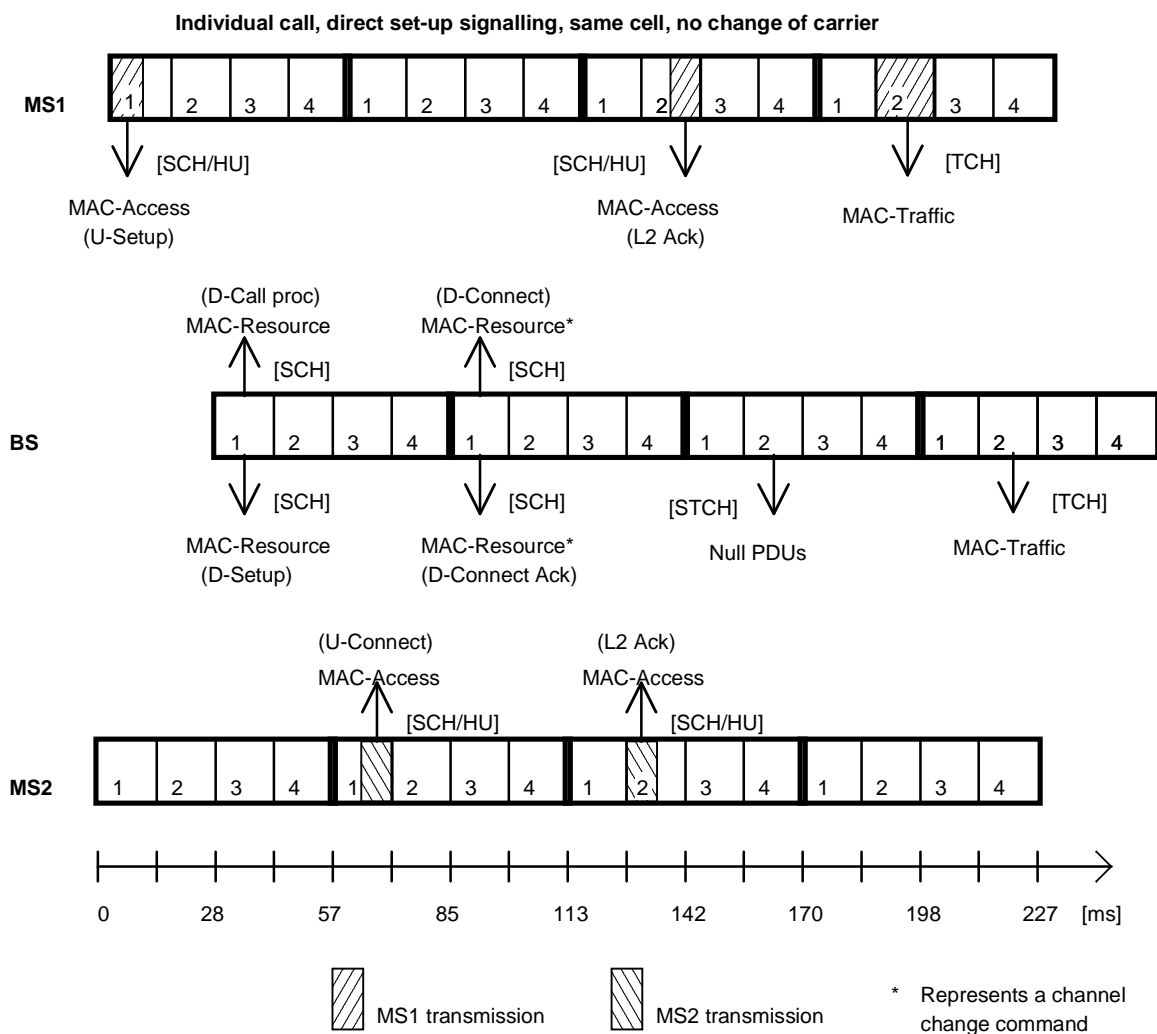 Individual call, direct set-up signalling, same cell, no change of carrier
MS1
1 2 3 4 1 2 3 4 1 2 3 4 1 2 3 4
[SCH/HU] [SCH/HU] [TCH]
MAC-Access MAC-Access MAC-Traffic
(U-Setup) (L2 Ack)
(D-Call proc) (D-Connect)
MAC-Resource MAC-Resource*
[SCH] [SCH]
BS
1 2 3 4 1 2 3 4 1 2 3 4 1 2 3 4
[SCH] [SCH] [STCH] [TCH]
MAC-Resource MAC-Resource* Null PDUs MAC-Traffic
(D-Setup) (D-Connect Ack)
(U-Connect) (L2 Ack)
MAC-Access MAC-Access
[SCH/HU] [SCH/HU]
MS2
1 2 3 4 1 2 3 4 1 2 3 4 1 2 3 4
0 28 57 85 113 142 170 198 227 [ms]
MS1 transmission MS2 transmission * Represents a channel
change command